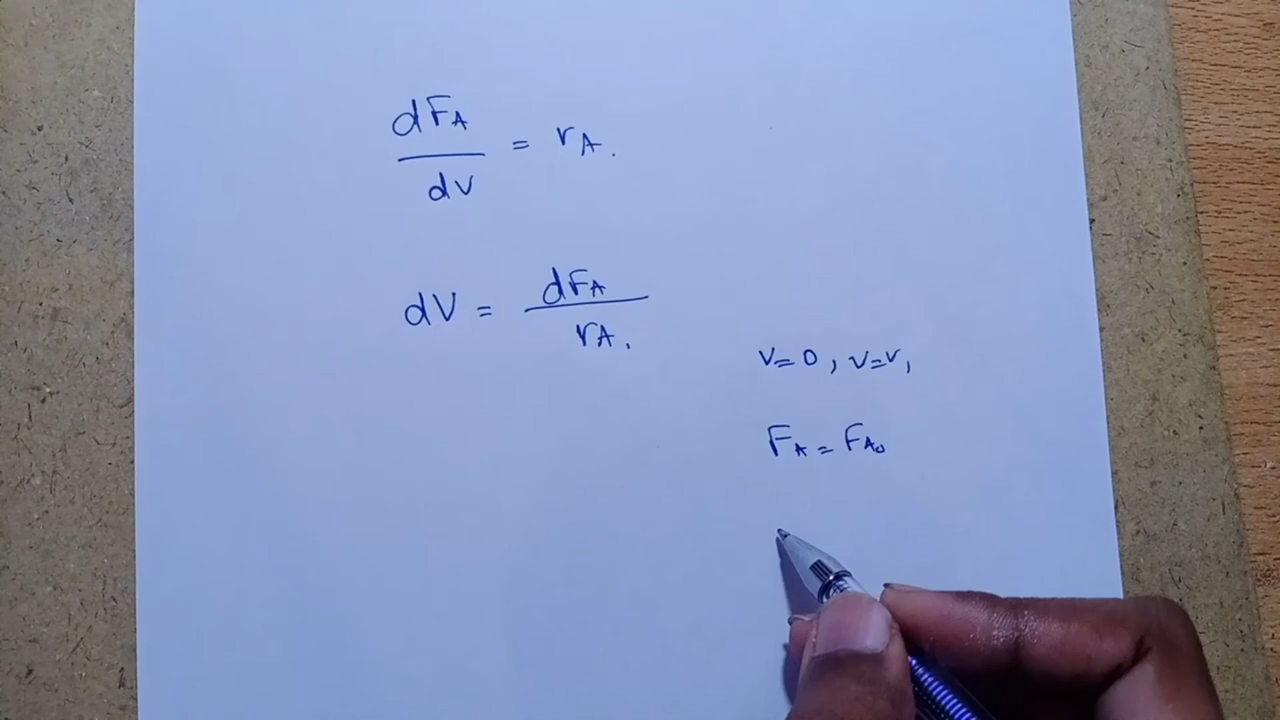 dFA
dV = rA.
dV = dFA
rA.
V=0, V=V,
FA = FA0